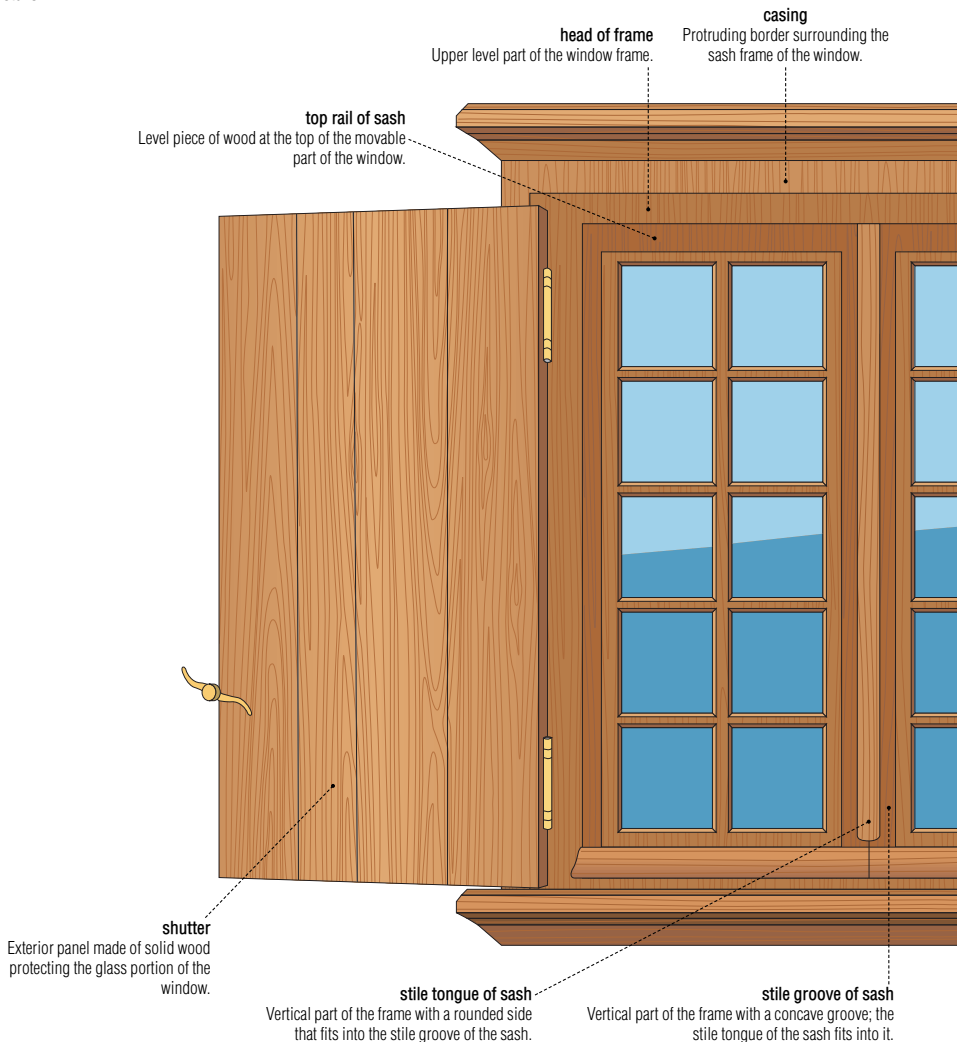 casing
Protruding border surrounding the
sash frame of the window.
head of frame
Upper level part of the window frame.
top rail of sash
Level piece of wood at the top of the movable
part of the window.
shutter
Exterior panel made of solid wood
protecting the glass portion of the
window.
stile tongue of sash
Vertical part of the frame with a rounded side
that fits into the stile groove of the sash.
stile groove of sash
Vertical part of the frame with a concave groove; the
stile tongue of the sash fits into it.